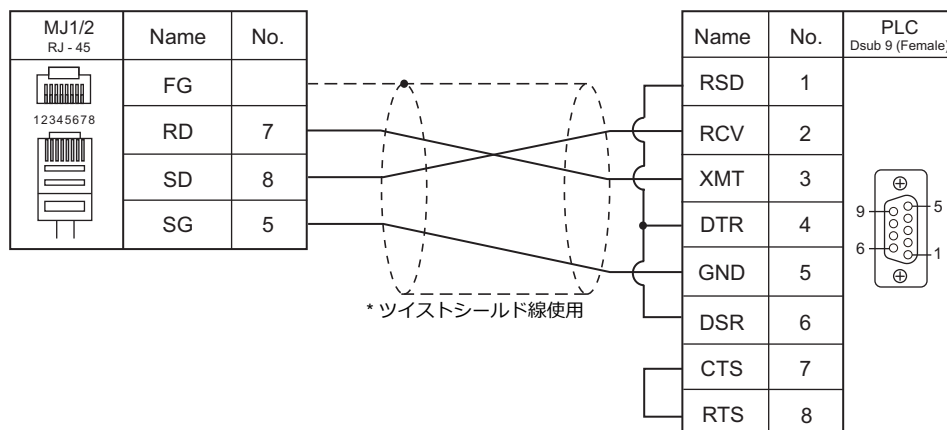 MJ1/2
RJ - 45
Name
No.
12345678
FG
RD 7
SD 8
SG 5
* ツイストシールド線使用
Name
No.
PLC
Dsub 9 (Female)
RSD 1
RCV 2
XMT 3
DTR 4
GND 5
DSR 6
CTS 7
RTS 8
9
5
6
1